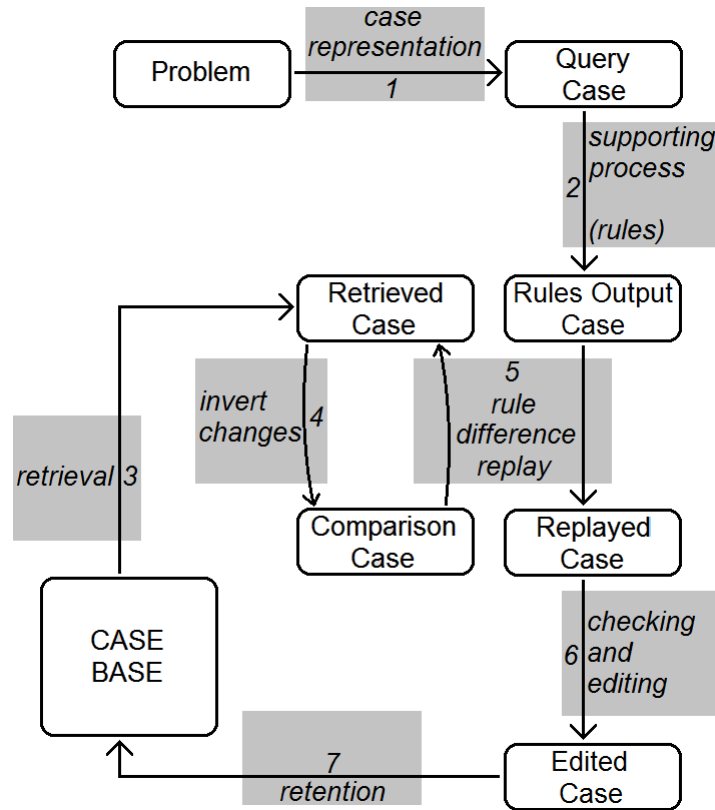 case
representation
1
Problem
Query
Case
supporting
process
2
(rules)
Retrieved
Case
Rules Output
Case
invert
changes
4
5
rule
difference
replay
retrieval 3
Comparison
Case
Replayed
Case
CASE
BASE
checking
and
editing
6
7
retention
Edited
Case